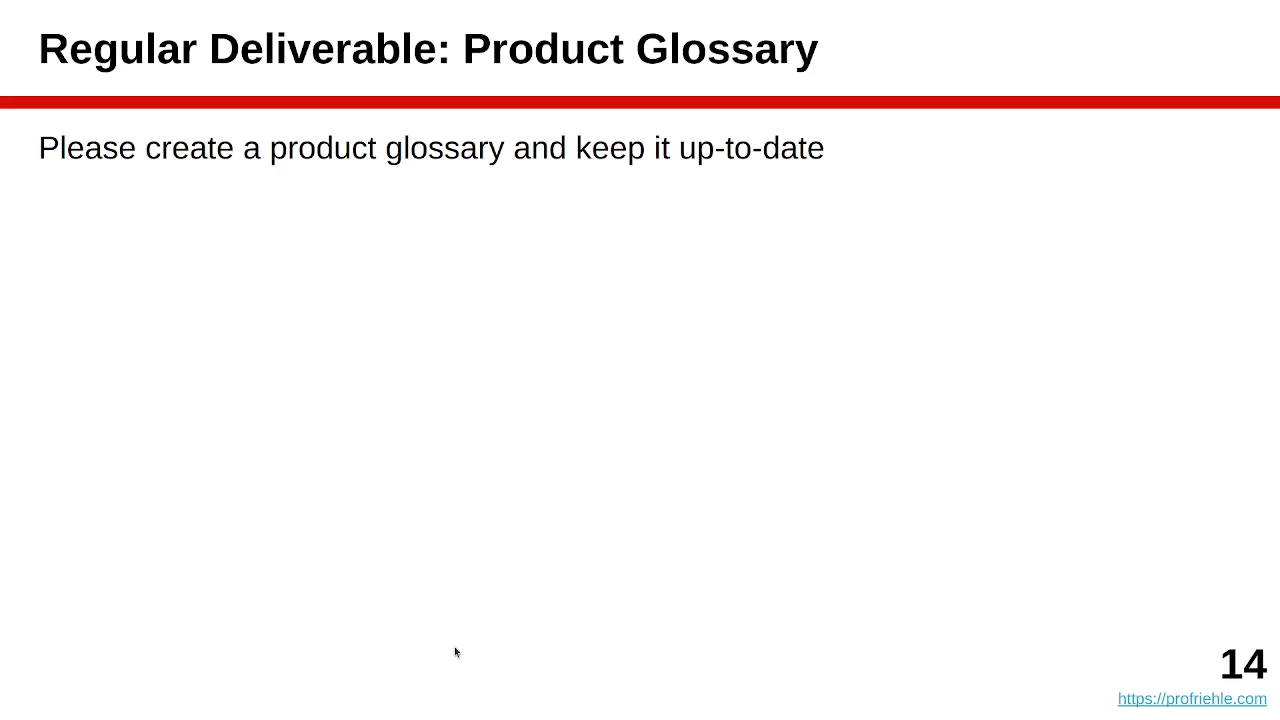 Regular Deliverable: Product Glossary
Please create a product glossary and keep it up-to-date
14
https://profriehle.com